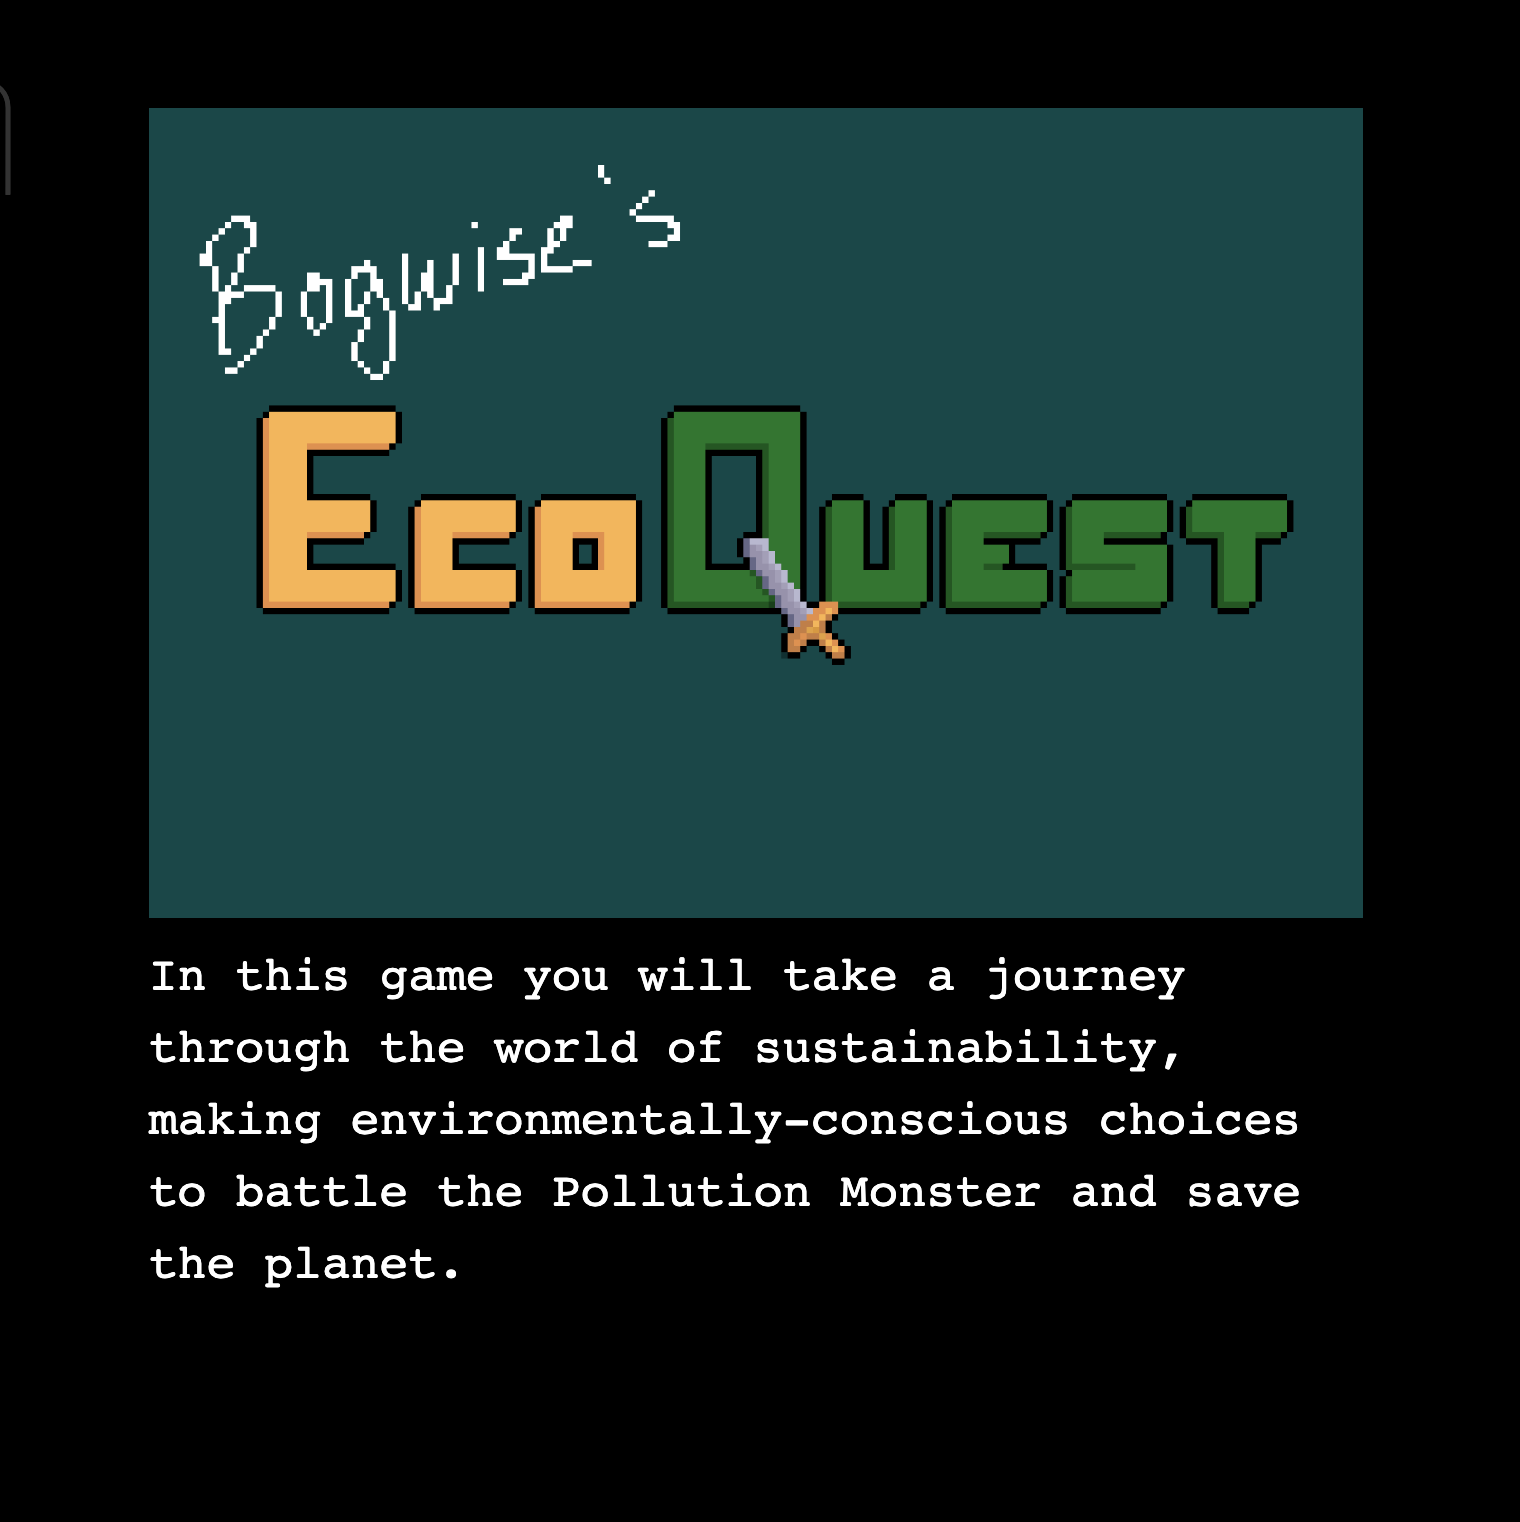 Bogwise's
EcoQuest
In this game you will take a journey
through the world of sustainability,
making environmentally-conscious choices
to battle the Pollution Monster and save
the planet.